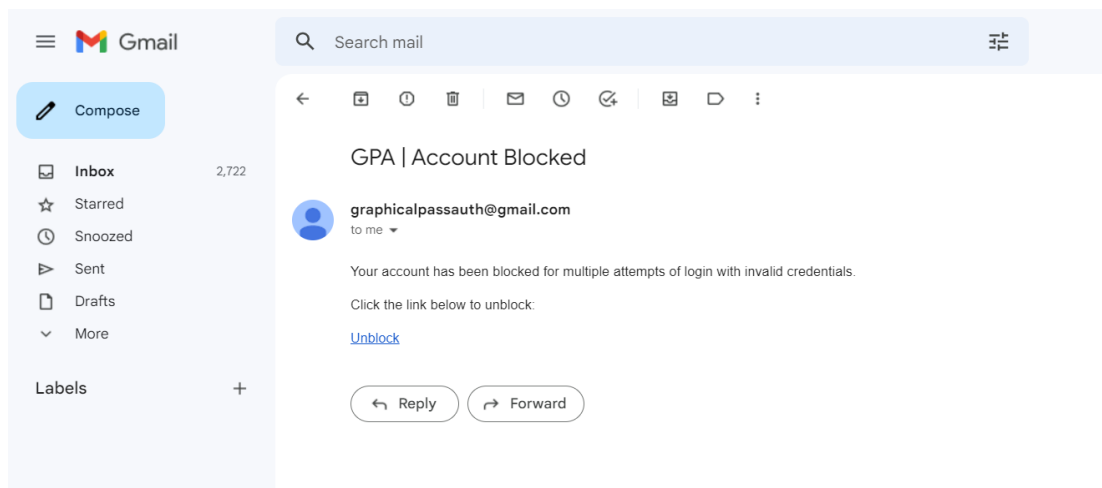 Gmail
Search mail
Compose
Inbox 2,722
Starred
Snoozed
Sent
Drafts
More
Labels
GPA | Account Blocked
graphicalpassauth@gmail.com
to me
Your account has been blocked for multiple attempts of login with invalid credentials.
Click the link below to unblock:
Unblock
Reply Forward